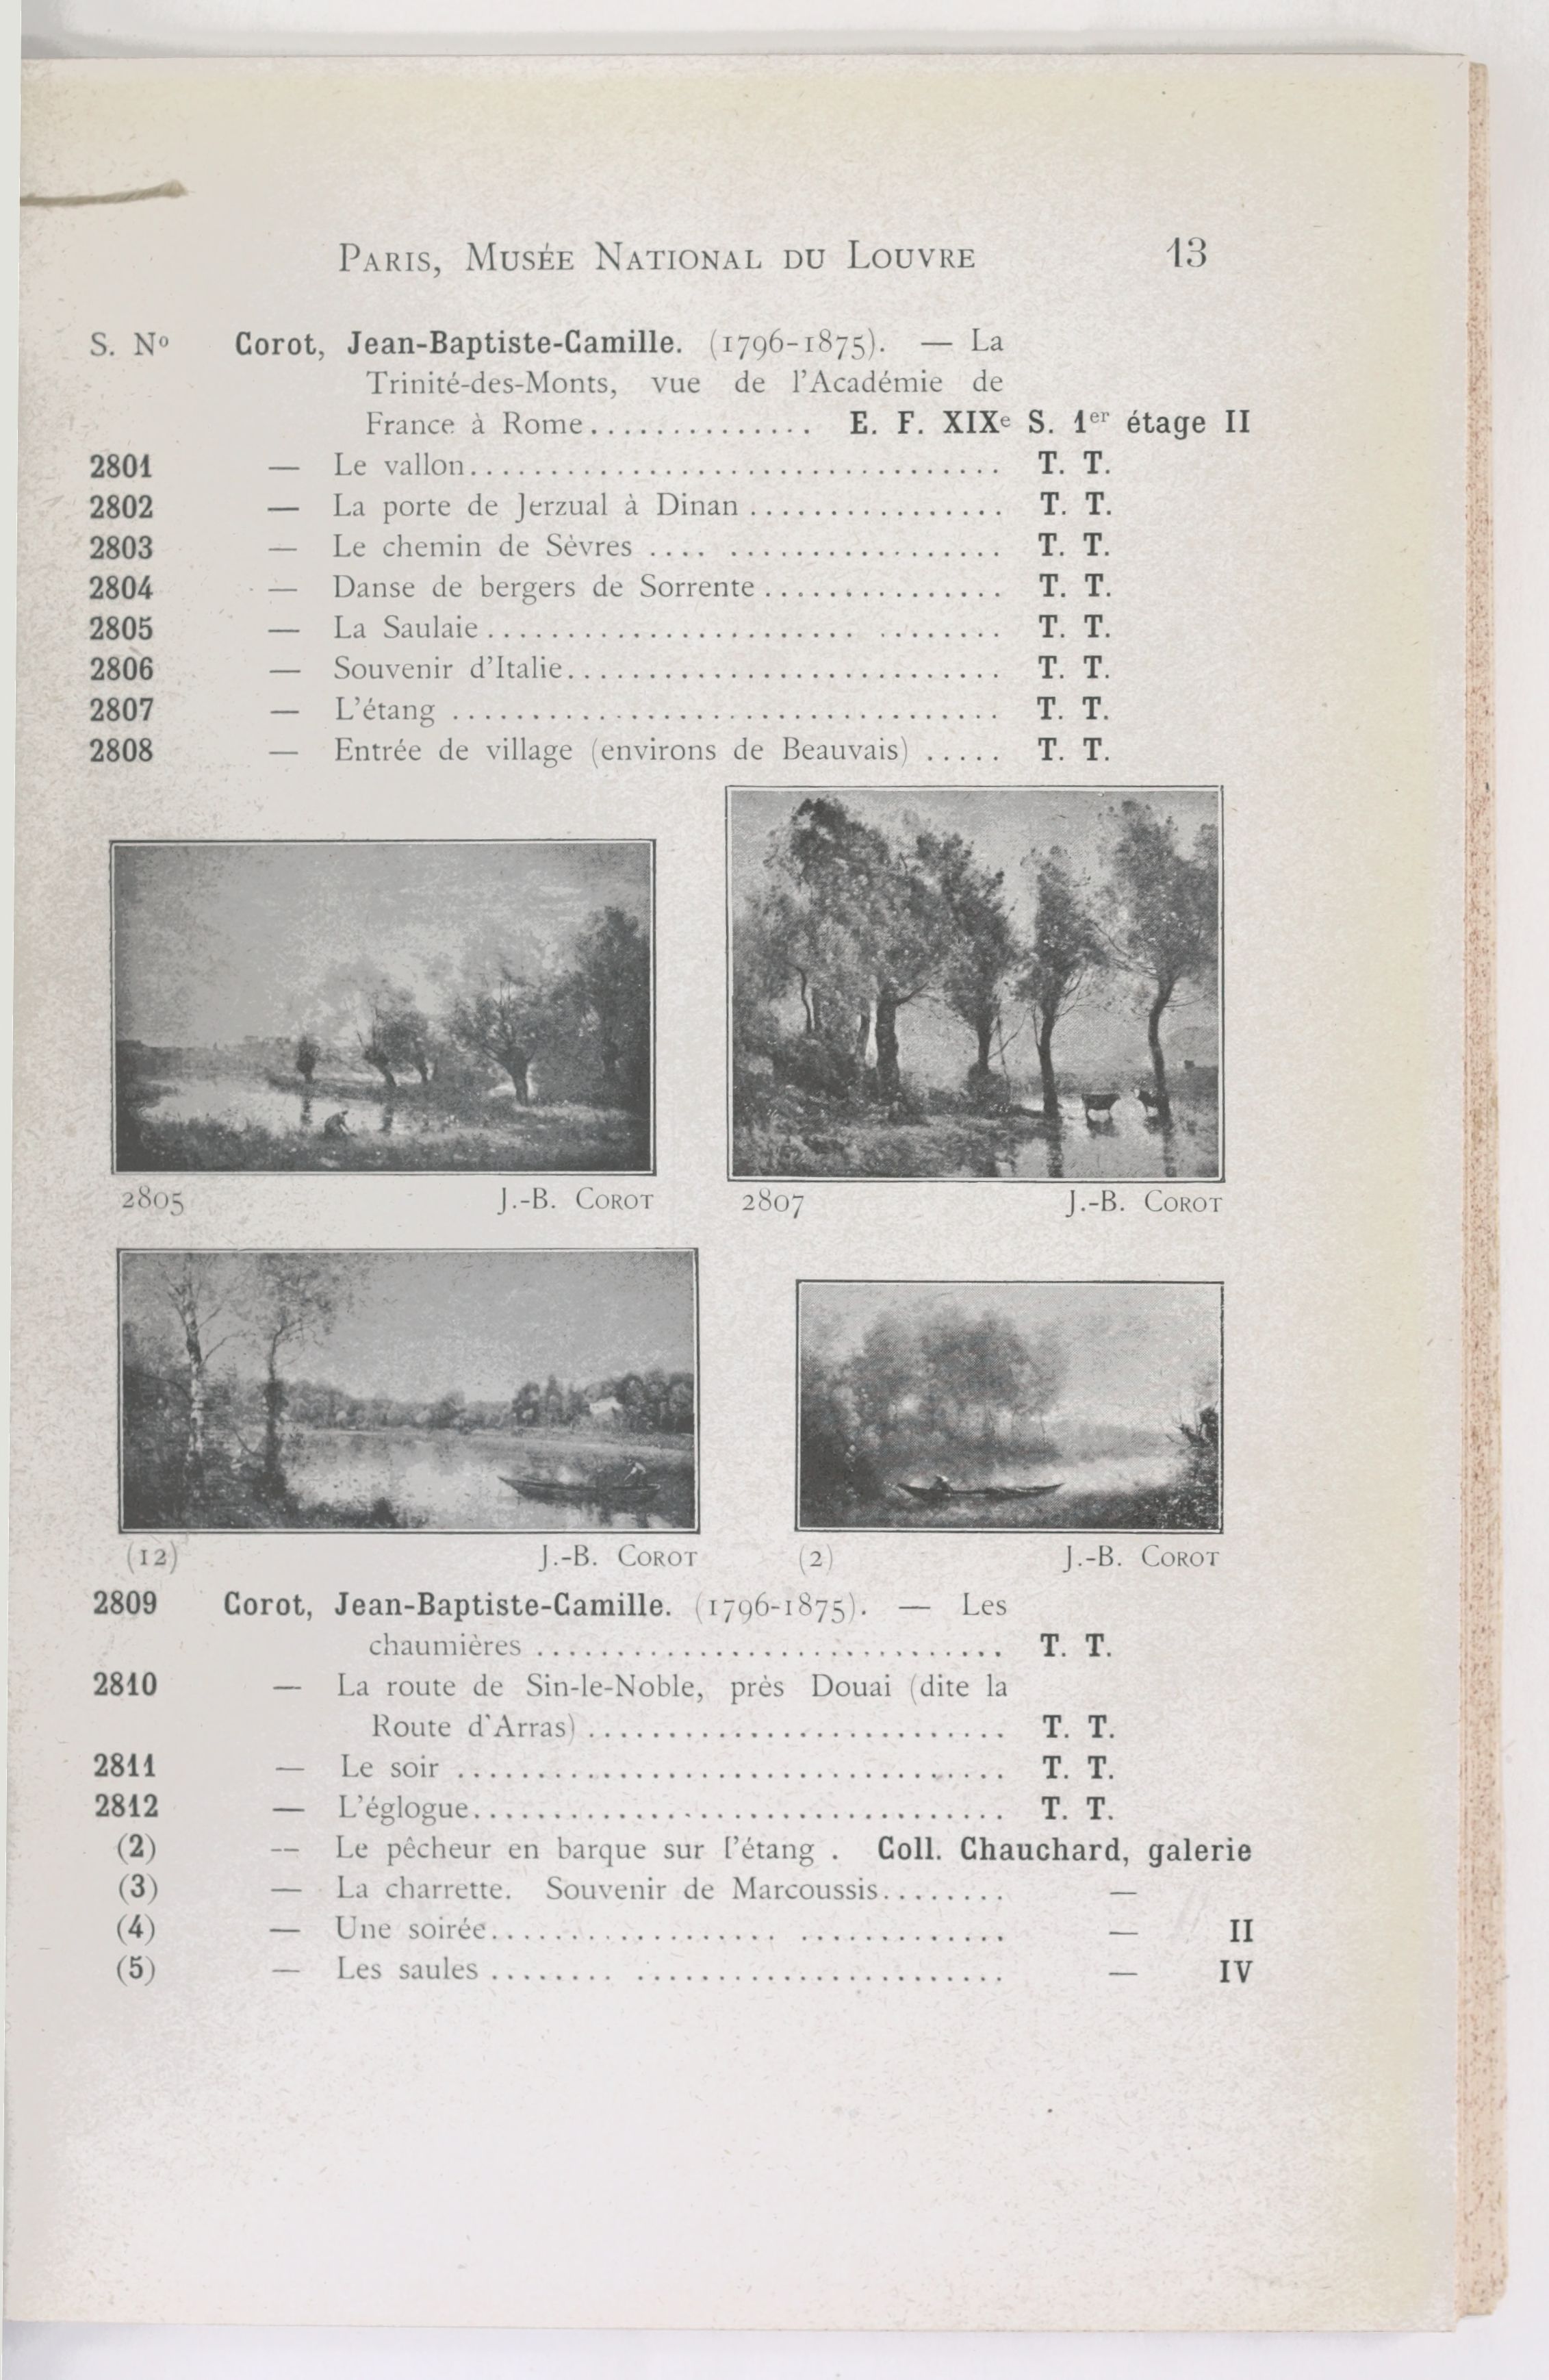 PARIS, MUSÉE NATIONAL DU LOUVRE 13
S. Nº Corot, Jean-Baptiste-Camille. (1796-1875). — La
Trinité-des-Monts, vue de l'Académie de
France à Rome.............. E. F. XIXe S. 1er étage II
2801 — Le vallon.................................. T. T.
2802 — La porte de Jerzual à Dinan ................ T. T.
2803 — Le chemin de Sèvres .... ................. T. T.
2804 — Danse de bergers de Sorrente............... T. T.
2805 — La Saulaie....................... ........ T. T.
2806 — Souvenir d'Italie............................ T. T.
2807 — L'étang ................................... T. T.
2808 — Entrée de village (environs de Beauvais) ..... T. T.
2805 J.-B. COROT 2807 J.-B. COROT
(12) J.-B. COROT (2) J.-B. COROT
2809 Corot, Jean-Baptiste-Camille. (1796-1875). — Les
chaumières .............................. T. T.
2810 — La route de Sin-le-Noble, près Douai (dite la
Route d'Arras) .......................... T. T.
2811 — Le soir ................................... T. T.
2812 — L'églogue.................................. T. T.
(2) -- Le pêcheur en barque sur l'étang . Coll. Chauchard, galerie
(3) — La charrette. Souvenir de Marcoussis........ —
(4) — Une soirée.................. ............. — II
(5) — Les saules ........ ....................... — IV